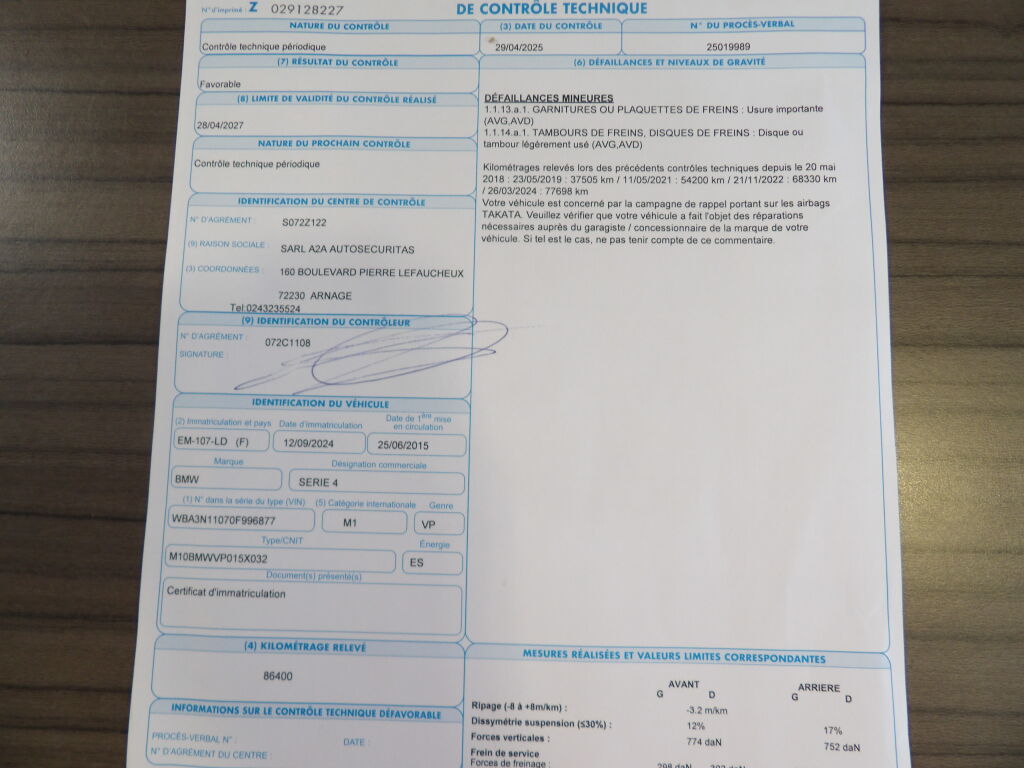 DE CONTRÔLE TECHNIQUE
N° d'imprimé : Z 029128227
NATURE DU CONTRÔLE
Contrôle technique périodique
(3) DATE DU CONTRÔLE
29/04/2025
N° DU PROCÈS-VERBAL
25019989
(7) RÉSULTAT DU CONTRÔLE
Favorable
(8) LIMITE DE VALIDITÉ DU CONTRÔLE RÉALISÉ
28/04/2027
NATURE DU PROCHAIN CONTRÔLE
Contrôle technique périodique
IDENTIFICATION DU CENTRE DE CONTRÔLE
N° D'AGRÉMENT : S072Z122
(9) RAISON SOCIALE : SARL A2A AUTOSECURITAS
(3) COORDONNÉES : 160 BOULEVARD PIERRE LEFAUCHEUX
72230 ARNAGE
Tel:0243235524
(9) IDENTIFICATION DU CONTRÔLEUR
N° D'AGRÉMENT : 072C1108
SIGNATURE :
IDENTIFICATION DU VÉHICULE
(2) Immatriculation et pays
EM-107-LD (F)
Date d'immatriculation
12/09/2024
Date de 1ère mise
en circulation
25/06/2015
Marque
BMW
Désignation commerciale
SERIE 4
(1) N° dans la série du type (VIN)
WBA3N11070F996877
(5) Catégorie internationale
M1
Genre
VP
Type/CNIT
M10BMWVP015X032
Énergie
ES
Document(s) présenté(s)
Certificat d'immatriculation
(4) KILOMÉTRAGE RELEVÉ
86400
INFORMATIONS SUR LE CONTRÔLE TECHNIQUE DÉFAVORABLE
PROCÈS-VERBAL N° : DATE :
N° D'AGRÉMENT DU CENTRE :
(6) DÉFAILLANCES ET NIVEAUX DE GRAVITÉ
DÉFAILLANCES MINEURES
1.1.13.a.1. GARNITURES OU PLAQUETTES DE FREINS : Usure importante
(AVG,AVD)
1.1.14.a.1. TAMBOURS DE FREINS, DISQUES DE FREINS : Disque ou
tambour légèrement usé (AVG,AVD)
Kilométrages relevés lors des précédents contrôles techniques depuis le 20 mai
2018 : 23/05/2019 : 37505 km / 11/05/2021 : 54200 km / 21/11/2022 : 68330 km
/ 26/03/2024 : 77698 km
Votre véhicule est concerné par la campagne de rappel portant sur les airbags
TAKATA. Veuillez vérifier que votre véhicule a fait l'objet des réparations
nécessaires auprès du garagiste / concessionnaire de la marque de votre
véhicule. Si tel est le cas, ne pas tenir compte de ce commentaire.
MESURES RÉALISÉES ET VALEURS LIMITES CORRESPONDANTES
AVANT ARRIERE
G D G D
Ripage (-8 à +8m/km) : -3.2 m/km
Dissymétrie suspension (≤30%) : 12% 17%
Forces verticales : 774 daN 752 daN
Frein de service
Forces de freinage :